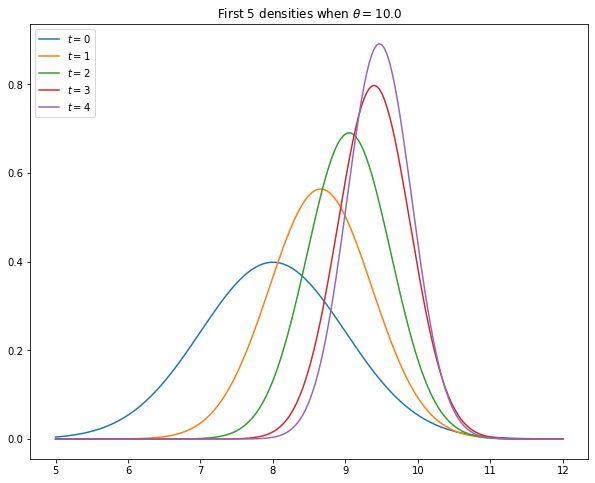 First 5 densities when θ = 10.0
t = 0
t = 1
t = 2
t = 3
t = 4
0.8
0.6
0.4
0.2
0.0
5 6 7 8 9 10 11 12